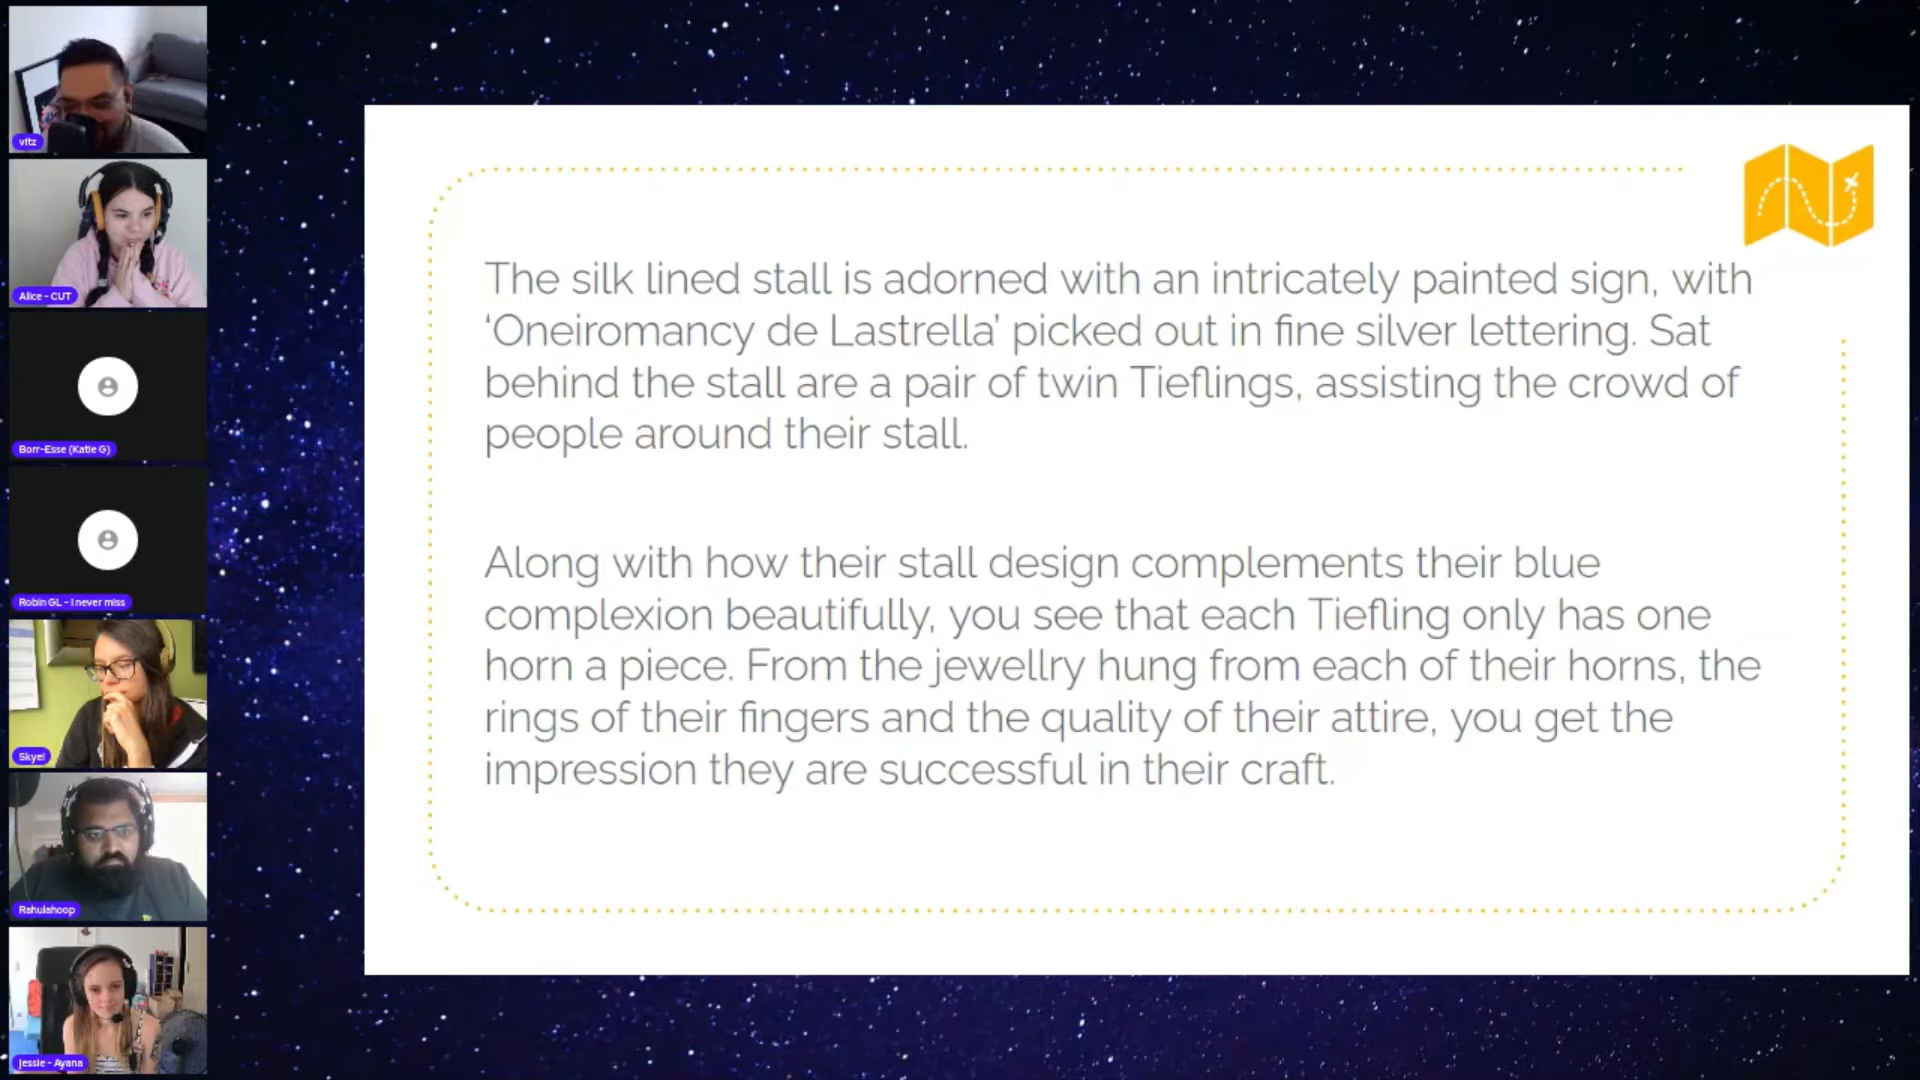 vitz
Alice - CUT
Borr-Esse (Katie G)
Robin GL - I never miss
Skyel
Rahulahoop
Jessie - Ayana
The silk lined stall is adorned with an intricately painted sign, with
‘Oneiromancy de Lastrella’ picked out in fine silver lettering. Sat
behind the stall are a pair of twin Tieflings, assisting the crowd of
people around their stall.
Along with how their stall design complements their blue
complexion beautifully, you see that each Tiefling only has one
horn a piece. From the jewellry hung from each of their horns, the
rings of their fingers and the quality of their attire, you get the
impression they are successful in their craft.